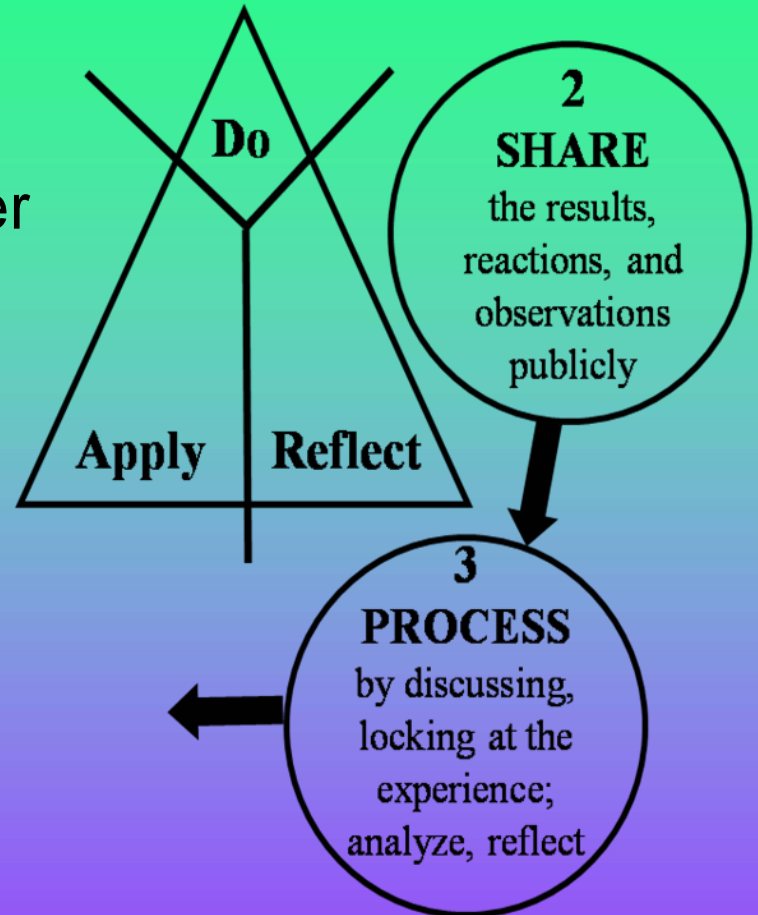 Do
er
Apply
Reflect
2
SHARE
the results,
reactions, and
observations
publicly
3
PROCESS
by discussing,
locking at the
experience;
analyze, reflect